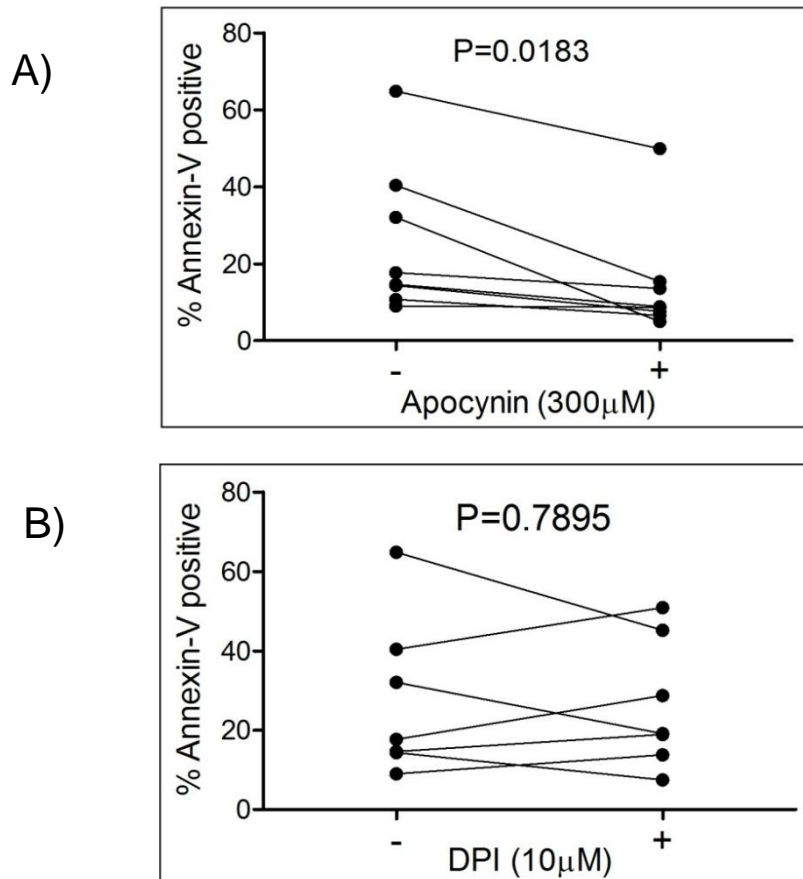 A)
P=0.0183
% Annexin-V positive
80
60
40
20
0
- +
Apocynin (300μM)
B)
P=0.7895
% Annexin-V positive
80
60
40
20
0
- +
DPI (10μM)